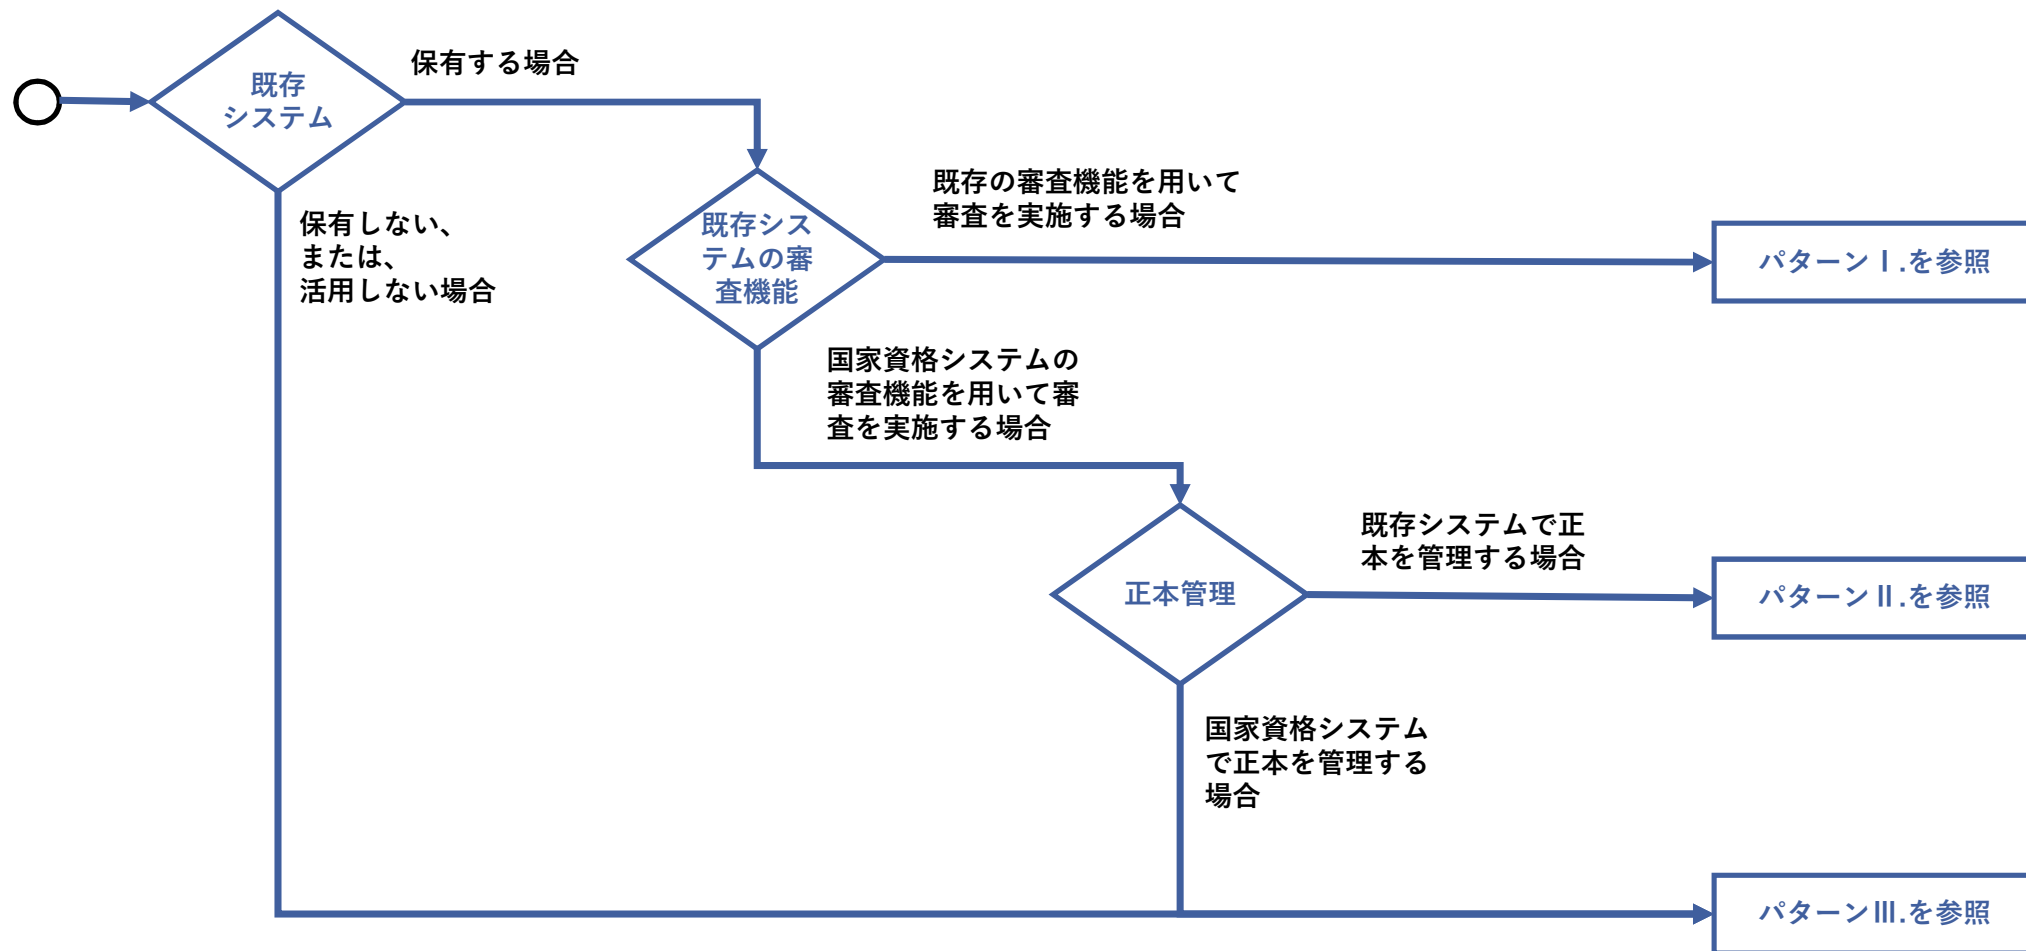 既存
システム
保有する場合
保有しない、
または、
活用しない場合
既存シス
テムの審
査機能
既存の審査機能を用いて
審査を実施する場合
パターンⅠ.を参照
国家資格システムの
審査機能を用いて審
査を実施する場合
正本管理
既存システムで正
本を管理する場合
パターンⅡ.を参照
国家資格システム
で正本を管理する
場合
パターンⅢ.を参照